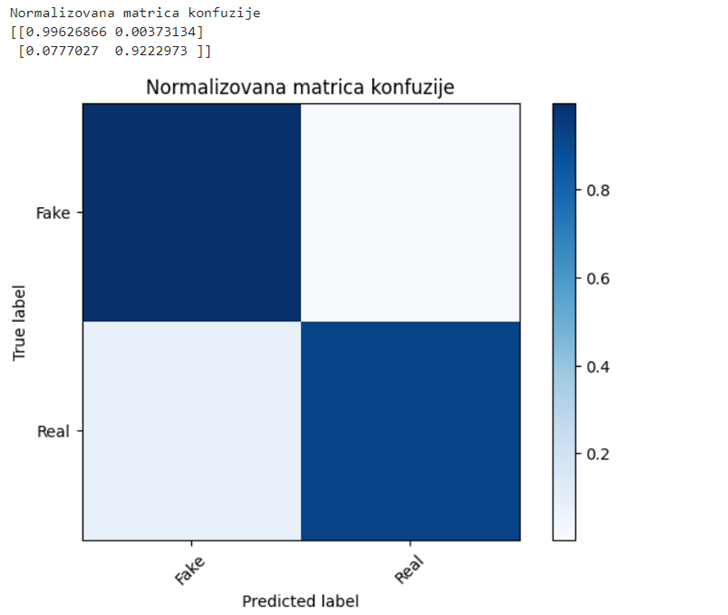 Normalizovana matrica konfuzije
[[0.99626866 0.00373134]
 [0.0777027  0.9222973 ]]
Normalizovana matrica konfuzije
Fake
Real
True label
Fake
Real
Predicted label
0.8
0.6
0.4
0.2